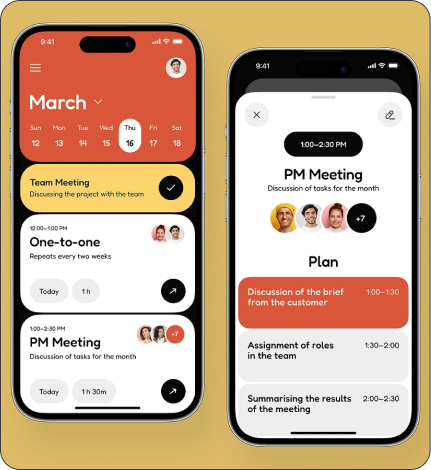 9:41
March
Sun Mon Tue Wed Thu Fri Sat
12 13 14 15 16 17 18
Team Meeting
Discussing the project with the team
12:00–1:00 PM
One-to-one
Repeats every two weeks
Today 1 h
1:00–2:30 PM
+7
PM Meeting
Discussion of tasks for the month
Today 1 h 30m
9:41
1:00–2:30 PM
PM Meeting
Discussion of tasks for the month
+7
Plan
Discussion of the brief 1:00–1:30
from the customer
Assignment of roles 1:30–2:00
in the team
Summarising the results 2:00–2:30
of the meeting